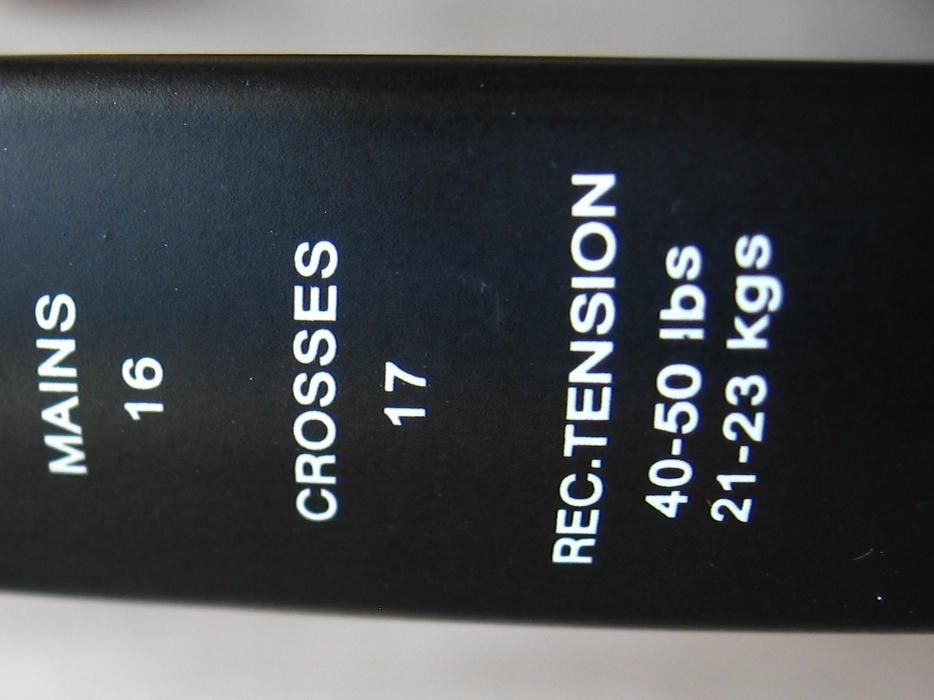 MAINS
16
CROSSES
17
REC.TENSION
40-50 lbs
21-23 kgs